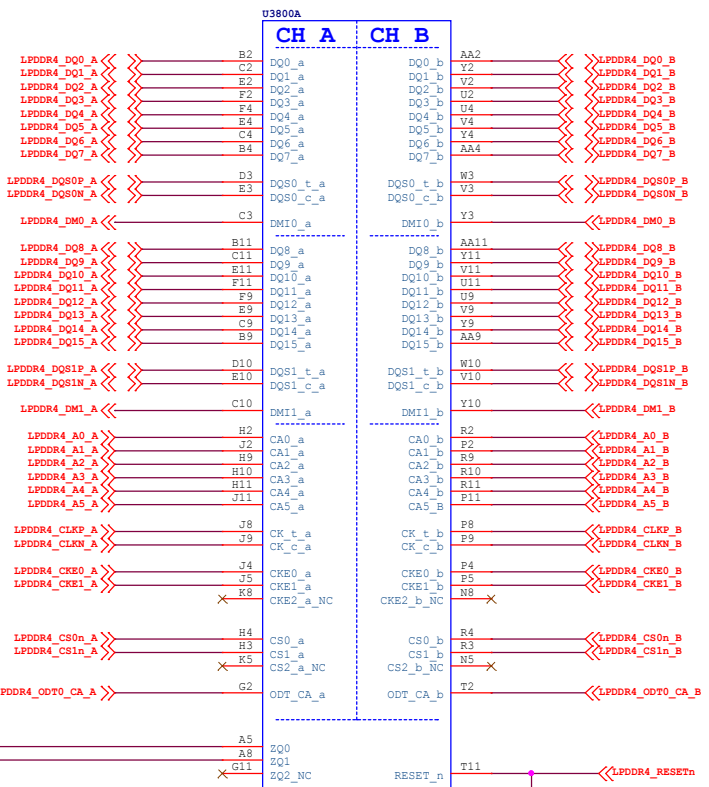 U3800A
CH A CH B
LPDDR4_DQ0_A B2 DQ0_a DQ0_b AA2 LPDDR4_DQ0_B
LPDDR4_DQ1_A C2 DQ1_a DQ1_b Y2 LPDDR4_DQ1_B
LPDDR4_DQ2_A E2 DQ2_a DQ2_b V2 LPDDR4_DQ2_B
LPDDR4_DQ3_A F2 DQ3_a DQ3_b U2 LPDDR4_DQ3_B
LPDDR4_DQ4_A F4 DQ4_a DQ4_b U4 LPDDR4_DQ4_B
LPDDR4_DQ5_A E4 DQ5_a DQ5_b V4 LPDDR4_DQ5_B
LPDDR4_DQ6_A C4 DQ6_a DQ6_b Y4 LPDDR4_DQ6_B
LPDDR4_DQ7_A B4 DQ7_a DQ7_b AA4 LPDDR4_DQ7_B
LPDDR4_DQS0P_A D3 DQS0_t_a DQS0_t_b W3 LPDDR4_DQS0P_B
LPDDR4_DQS0N_A E3 DQS0_c_a DQS0_c_b V3 LPDDR4_DQS0N_B
LPDDR4_DM0_A C3 DMI0_a DMI0_b Y3 LPDDR4_DM0_B
LPDDR4_DQ8_A B11 DQ8_a DQ8_b AA11 LPDDR4_DQ8_B
LPDDR4_DQ9_A C11 DQ9_a DQ9_b Y11 LPDDR4_DQ9_B
LPDDR4_DQ10_A E11 DQ10_a DQ10_b V11 LPDDR4_DQ10_B
LPDDR4_DQ11_A F11 DQ11_a DQ11_b U11 LPDDR4_DQ11_B
LPDDR4_DQ12_A F9 DQ12_a DQ12_b U9 LPDDR4_DQ12_B
LPDDR4_DQ13_A E9 DQ13_a DQ13_b V9 LPDDR4_DQ13_B
LPDDR4_DQ14_A C9 DQ14_a DQ14_b Y9 LPDDR4_DQ14_B
LPDDR4_DQ15_A B9 DQ15_a DQ15_b AA9 LPDDR4_DQ15_B
LPDDR4_DQS1P_A D10 DQS1_t_a DQS1_t_b W10 LPDDR4_DQS1P_B
LPDDR4_DQS1N_A E10 DQS1_c_a DQS1_c_b V10 LPDDR4_DQS1N_B
LPDDR4_DM1_A C10 DMI1_a DMI1_b Y10 LPDDR4_DM1_B
LPDDR4_A0_A H2 CA0_a CA0_b R2 LPDDR4_A0_B
LPDDR4_A1_A J2 CA1_a CA1_b P2 LPDDR4_A1_B
LPDDR4_A2_A H9 CA2_a CA2_b R9 LPDDR4_A2_B
LPDDR4_A3_A H10 CA3_a CA3_b R10 LPDDR4_A3_B
LPDDR4_A4_A H11 CA4_a CA4_b R11 LPDDR4_A4_B
LPDDR4_A5_A J11 CA5_a CA5_B P11 LPDDR4_A5_B
LPDDR4_CLKP_A J8 CK_t_a CK_t_b P8 LPDDR4_CLKP_B
LPDDR4_CLKN_A J9 CK_c_a CK_c_b P9 LPDDR4_CLKN_B
LPDDR4_CKE0_A J4 CKE0_a CKE0_b P4 LPDDR4_CKE0_B
LPDDR4_CKE1_A J5 CKE1_a CKE1_b P5 LPDDR4_CKE1_B
K8 CKE2_a_NC CKE2_b_NC N8
LPDDR4_CS0n_A H4 CS0_a CS0_b R4 LPDDR4_CS0n_B
LPDDR4_CS1n_A H3 CS1_a CS1_b R3 LPDDR4_CS1n_B
K5 CS2_a_NC CS2_b_NC N5
PDDR4_ODT0_CA_A G2 ODT_CA_a ODT_CA_b T2 LPDDR4_ODT0_CA_B
A5 ZQ0
A8 ZQ1
G11 ZQ2_NC RESET_n T11 LPDDR4_RESETn